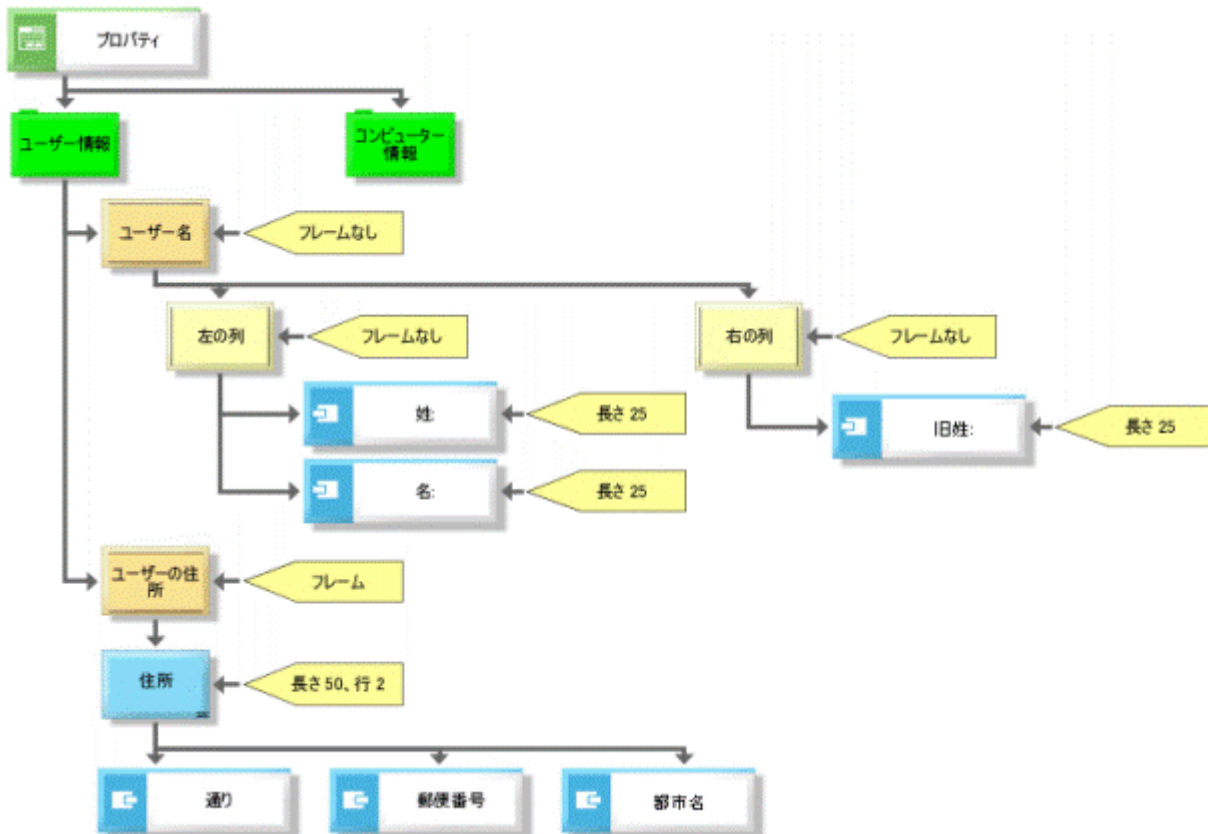 プロパティ
ユーザー情報
コンピューター
情報
ユーザー名
フレームなし
左の列
フレームなし
右の列
フレームなし
姓:
長さ 25
旧姓:
長さ 25
名:
長さ 25
ユーザーの住
所
フレーム
住所
長さ 50、行 2
通り
郵便番号
都市名